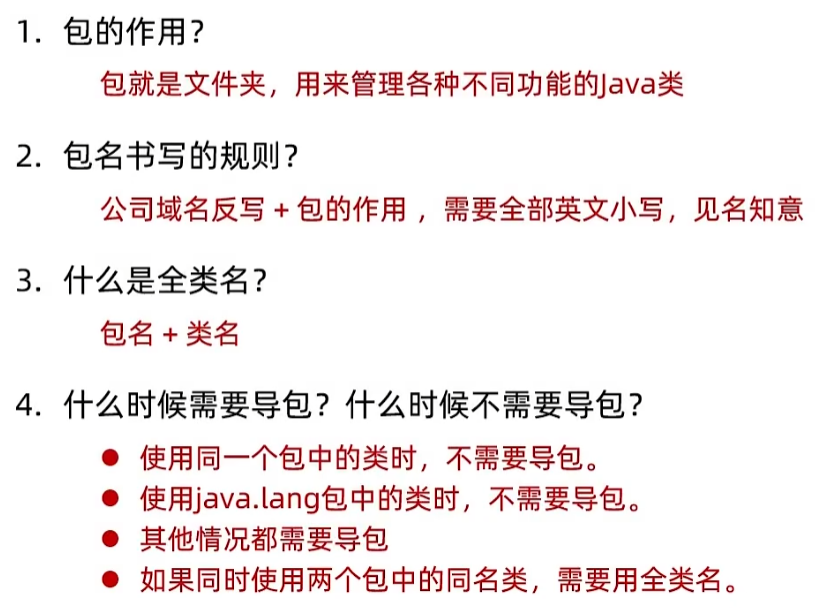 1. 包的作用？
包就是文件夹，用来管理各种不同功能的Java类
2. 包名书写的规则？
公司域名反写 + 包的作用 ，需要全部英文小写，见名知意
3. 什么是全类名？
包名 + 类名
4. 什么时候需要导包？什么时候不需要导包？
● 使用同一个包中的类时，不需要导包。
● 使用java.lang包中的类时，不需要导包。
● 其他情况都需要导包
● 如果同时使用两个包中的同名类，需要用全类名。